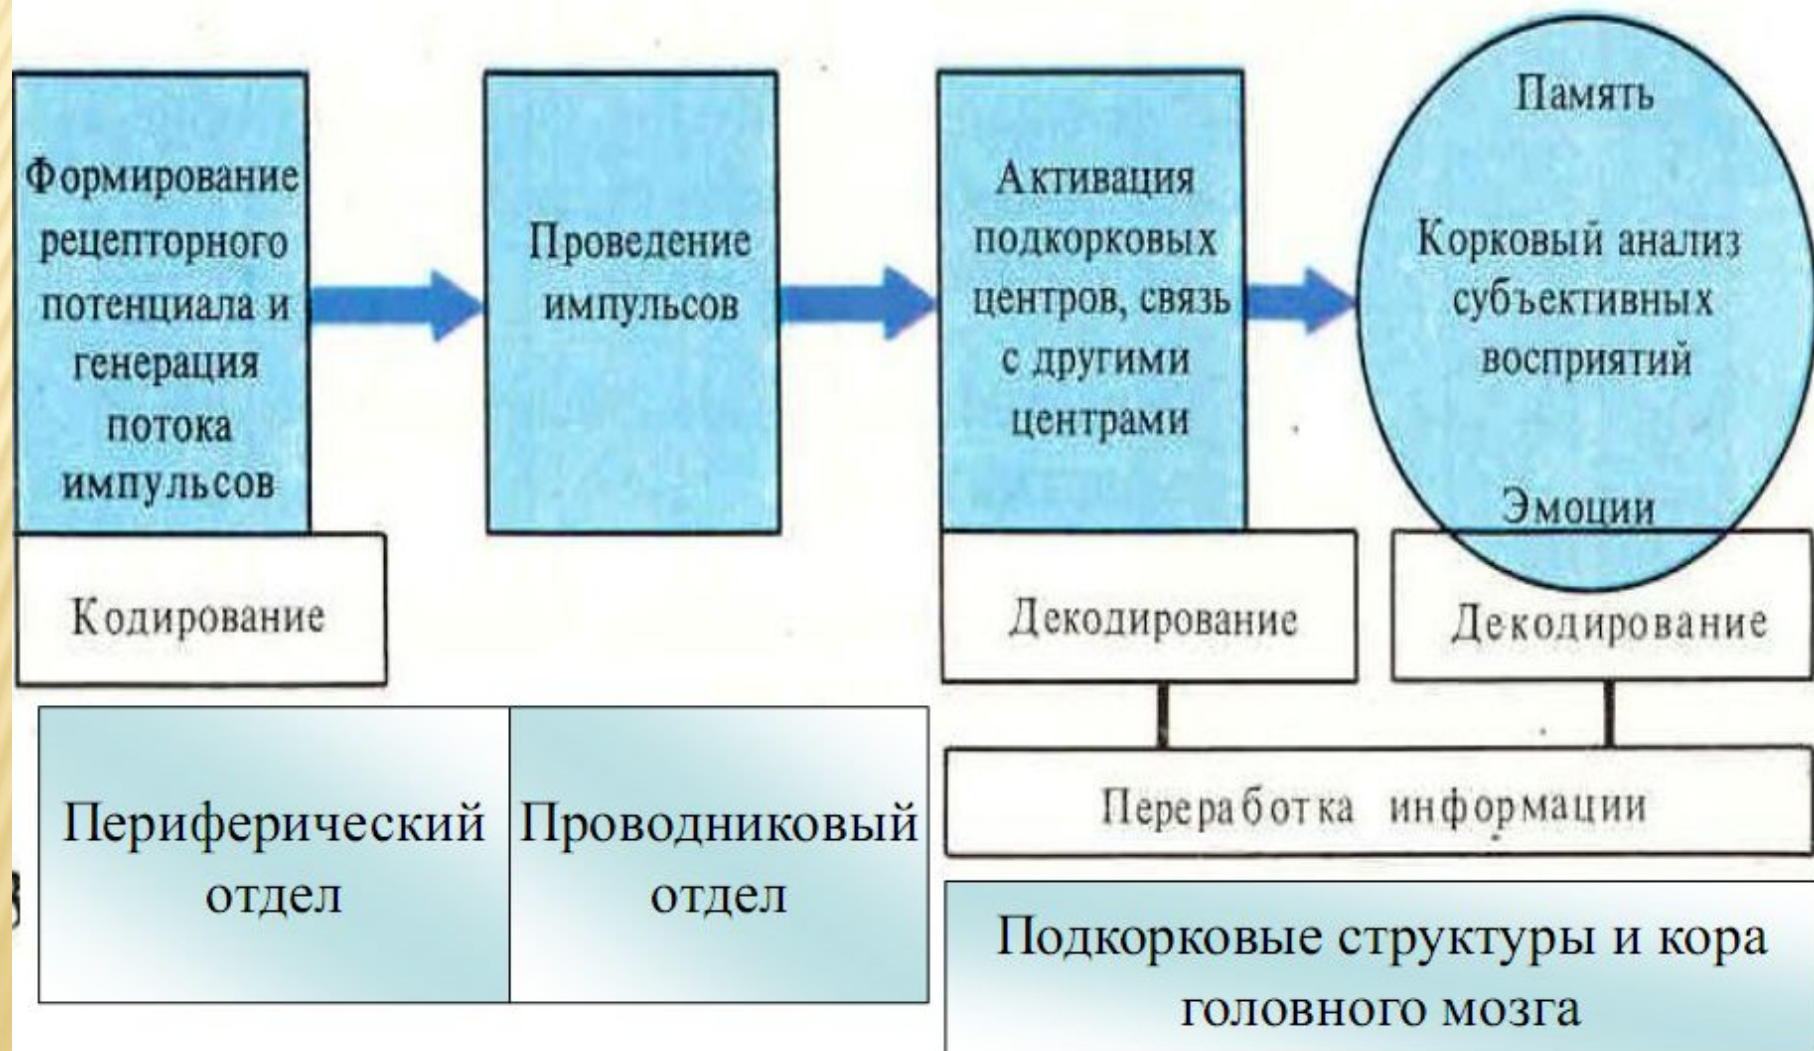 Формирование
рецепторного
потенциала и
генерация
потока
импульсов
Проведение
импульсов
Активация
подкорковых
центров, связь
с другими
центрами
Память
Корковый анализ
субъективных
восприятий
Эмоции
Кодирование
Декодирование
Декодирование
Переработка информации
Периферический
отдел
Проводниковый
отдел
Подкорковые структуры и кора
головного мозга